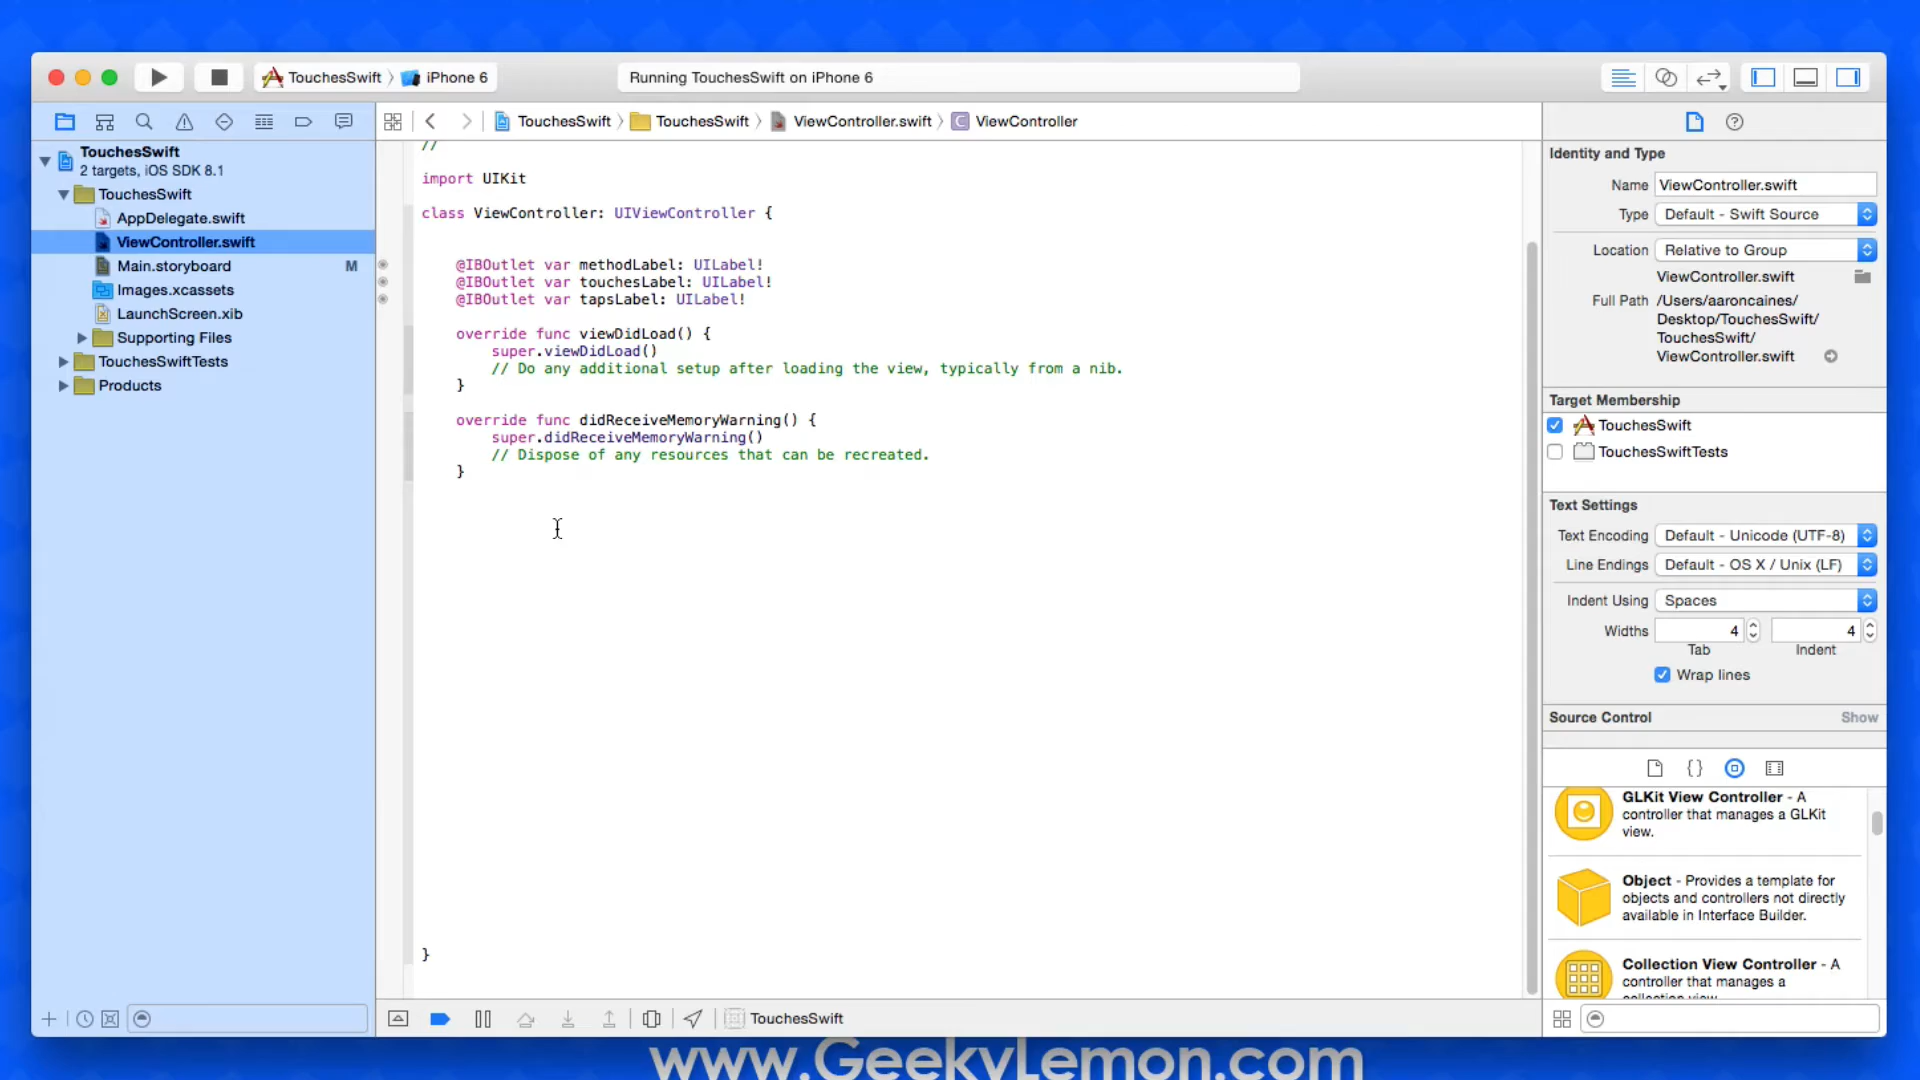 TouchesSwift 〉 iPhone 6
Running TouchesSwift on iPhone 6
TouchesSwift 〉 TouchesSwift 〉 ViewController.swift 〉 C ViewController
TouchesSwift
2 targets, iOS SDK 8.1
TouchesSwift
AppDelegate.swift
ViewController.swift
Main.storyboard M
Images.xcassets
LaunchScreen.xib
Supporting Files
TouchesSwiftTests
Products
//
import UIKit
class ViewController: UIViewController {
@IBOutlet var methodLabel: UILabel!
@IBOutlet var touchesLabel: UILabel!
@IBOutlet var tapsLabel: UILabel!
override func viewDidLoad() {
super.viewDidLoad()
// Do any additional setup after loading the view, typically from a nib.
}
override func didReceiveMemoryWarning() {
super.didReceiveMemoryWarning()
// Dispose of any resources that can be recreated.
}
}
TouchesSwift
Identity and Type
Name ViewController.swift
Type Default - Swift Source
Location Relative to Group
ViewController.swift
Full Path /Users/aaroncaines/
Desktop/TouchesSwift/
TouchesSwift/
ViewController.swift
Target Membership
TouchesSwift
TouchesSwiftTests
Text Settings
Text Encoding Default - Unicode (UTF-8)
Line Endings Default - OS X / Unix (LF)
Indent Using Spaces
Widths 4 4
Tab Indent
Wrap lines
Source Control Show
{}
GLKit View Controller - A
controller that manages a GLKit
view.
Object - Provides a template for
objects and controllers not directly
available in Interface Builder.
Collection View Controller - A
controller that manages a
collection view.
www.GeekyLemon.com